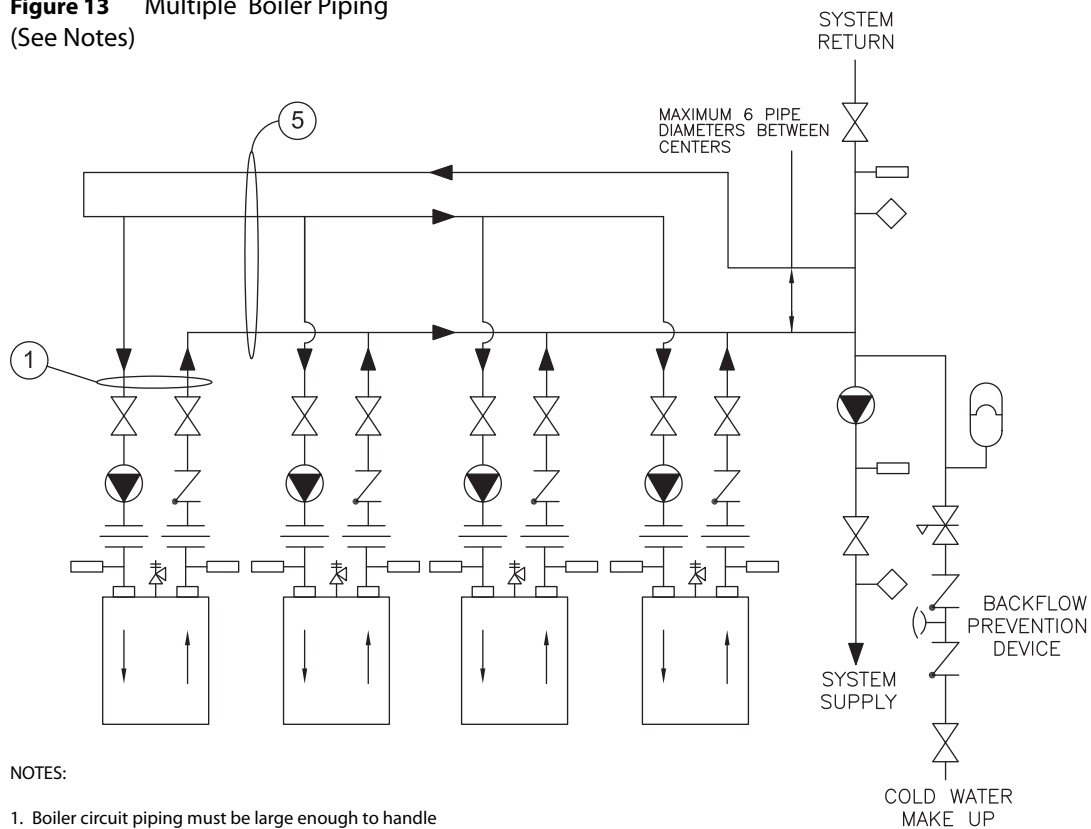 Figure 13 Multiple Boiler Piping
(See Notes)
SYSTEM
RETURN
MAXIMUM 6 PIPE
DIAMETERS BETWEEN
CENTERS
5
1
BACKFLOW
PREVENTION
DEVICE
SYSTEM
SUPPLY
COLD WATER
MAKE UP
NOTES:
1. Boiler circuit piping must be large enough to handle